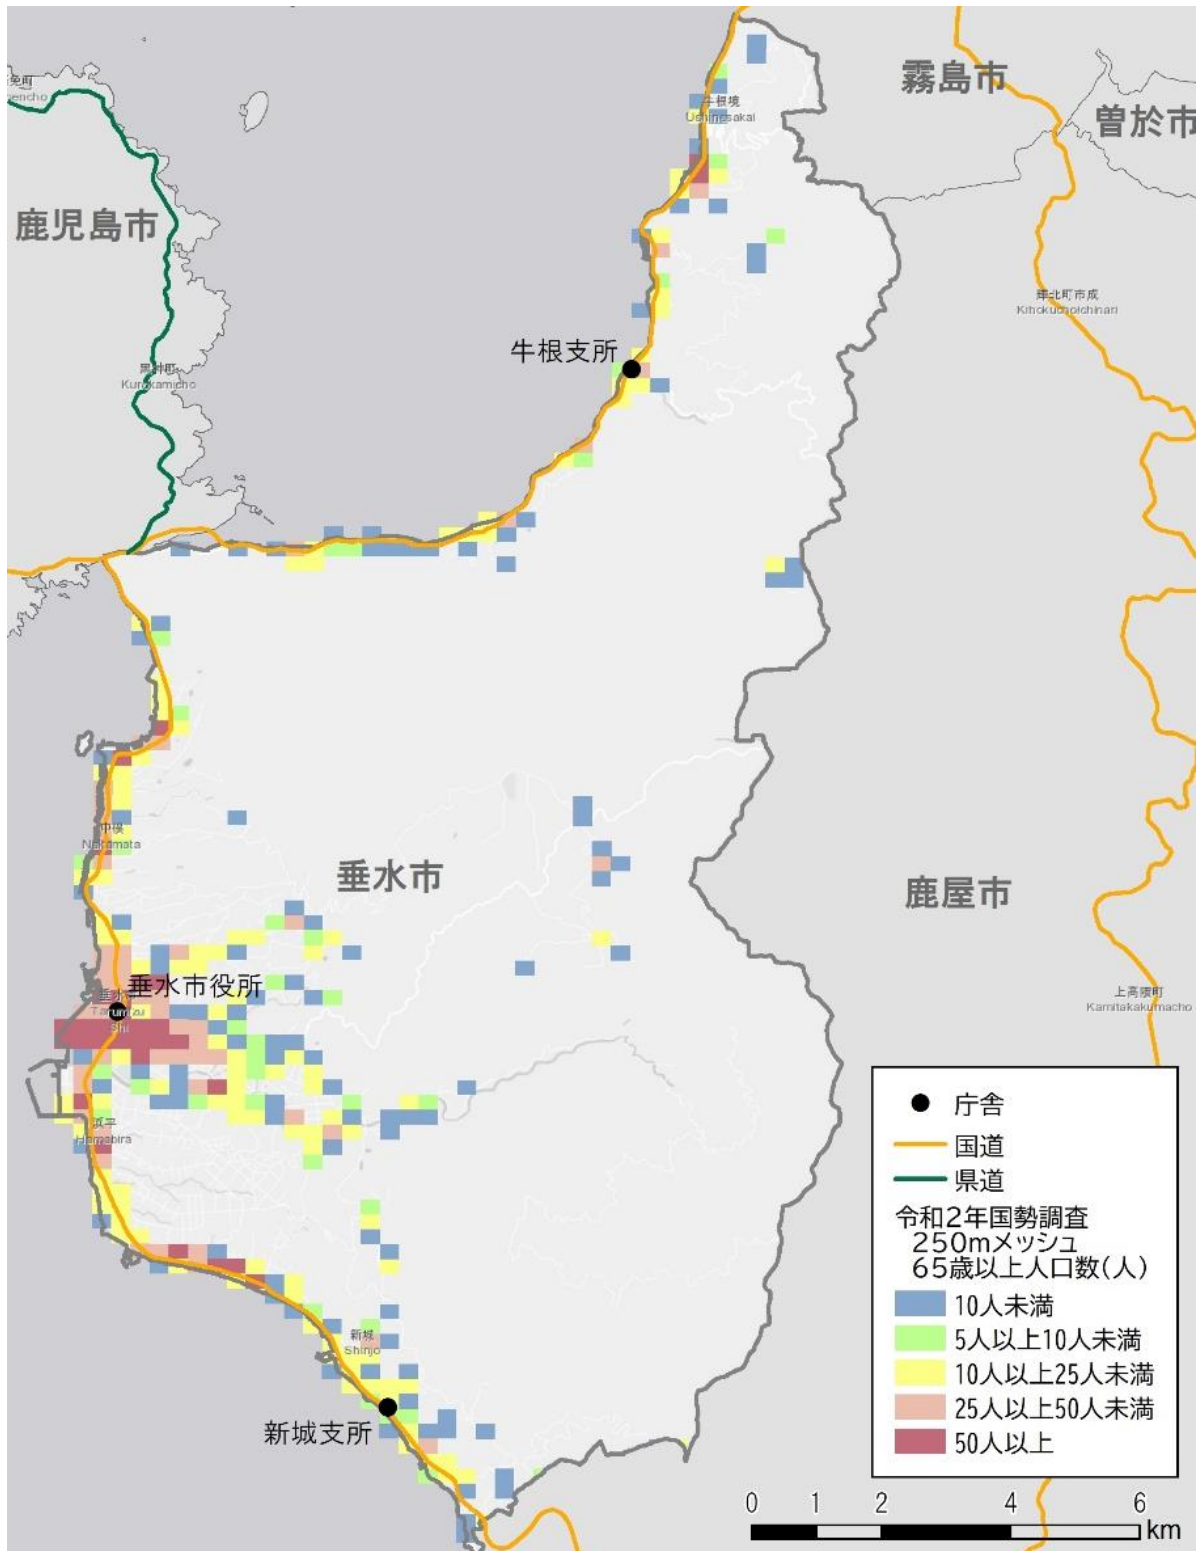 霧島市
牛根境
Ushinesakai
曽於市
鹿児島市
輝北町市成
Kihokuchoichinari
牛根支所
黒神町
Kurokamicho
中俣
Nakamata
垂水市
鹿屋市
垂水市役所
上高隈町
Kamitakakumacho
浜平
Hamabira
新城
Shinjo
新城支所
庁舎
国道
県道
令和2年国勢調査
250mメッシュ
65歳以上人口数(人)
10人未満
5人以上10人未満
10人以上25人未満
25人以上50人未満
50人以上
0 1 2 4 6
km